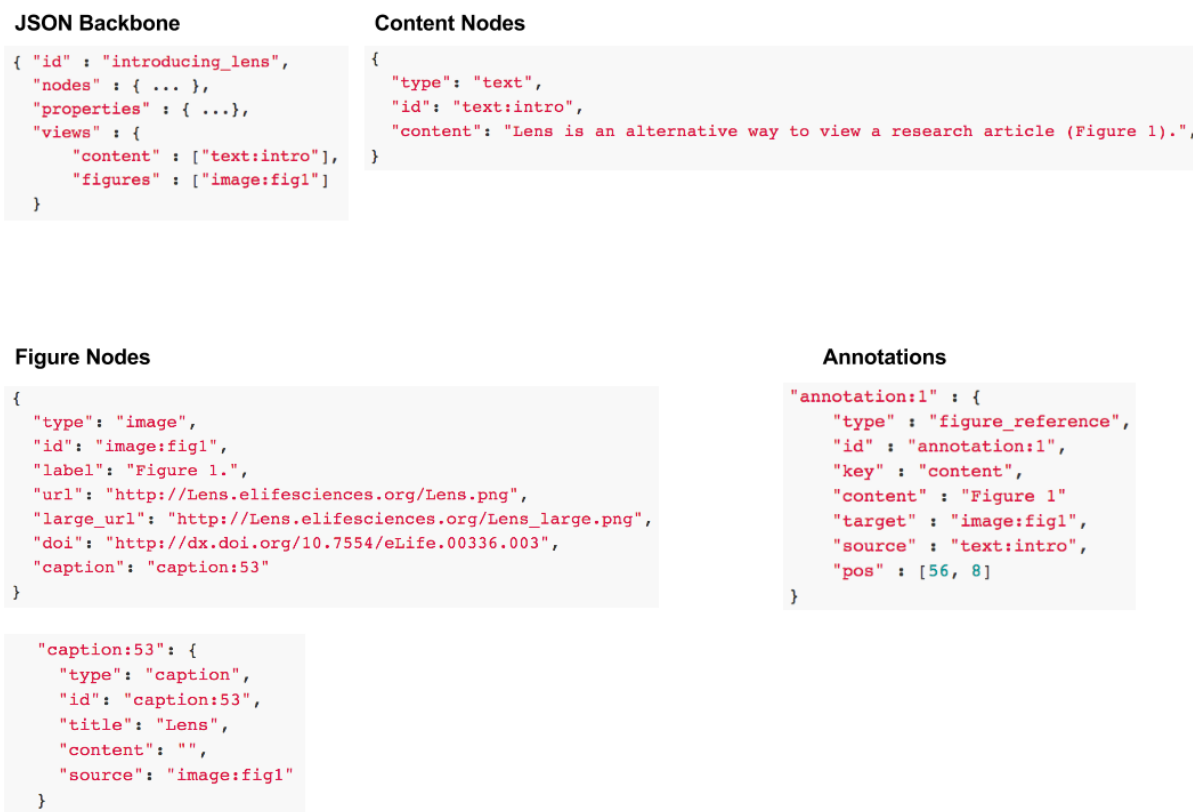 JSON Backbone
{ "id" : "introducing_lens",
"nodes" : { ... },
"properties" : { ...},
"views" : {
"content" : ["text:intro"],
"figures" : ["image:fig1"]
}
Content Nodes
{
"type": "text",
"id": "text:intro",
"content": "Lens is an alternative way to view a research article (Figure 1).",
}
Figure Nodes
{
"type": "image",
"id": "image:fig1",
"label": "Figure 1.",
"url": "http://Lens.elifesciences.org/Lens.png",
"large_url": "http://Lens.elifesciences.org/Lens_large.png",
"doi": "http://dx.doi.org/10.7554/eLife.00336.003",
"caption": "caption:53"
}
"caption:53": {
"type": "caption",
"id": "caption:53",
"title": "Lens",
"content": "",
"source": "image:fig1"
}
Annotations
"annotation:1" : {
"type" : "figure_reference",
"id" : "annotation:1",
"key" : "content",
"content" : "Figure 1"
"target" : "image:fig1",
"source" : "text:intro",
"pos" : [56, 8]
}